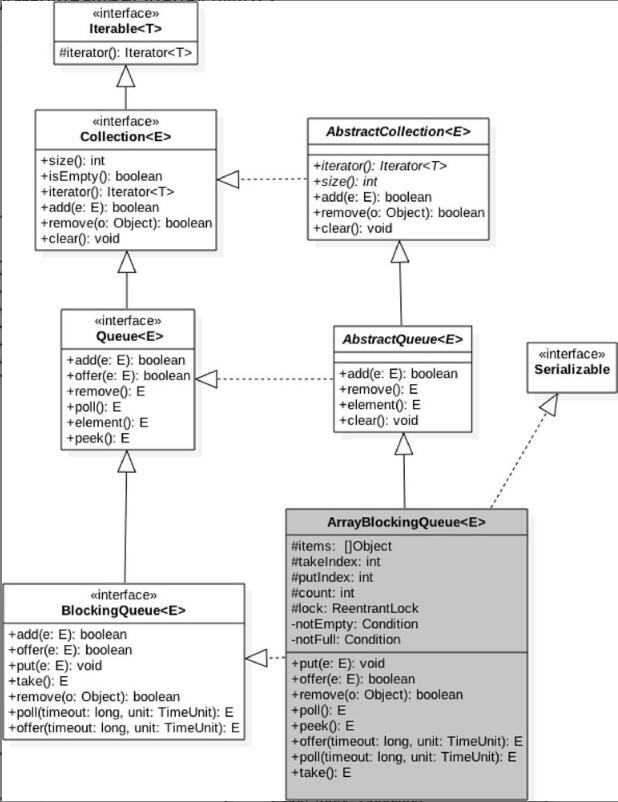 «interface»
Iterable<T>
#iterator(): Iterator<T>
«interface»
Collection<E>
+size(): int
+isEmpty(): boolean
+iterator(): Iterator<T>
+add(e: E): boolean
+remove(o: Object): boolean
+clear(): void
AbstractCollection<E>
+iterator(): Iterator<T>
+size(): int
+add(e: E): boolean
+remove(o: Object): boolean
+clear(): void
«interface»
Queue<E>
+add(e: E): boolean
+offer(e: E): boolean
+remove(): E
+poll(): E
+element(): E
+peek(): E
AbstractQueue<E>
+add(e: E): boolean
+remove(): E
+element(): E
+clear(): void
«interface»
Serializable
«interface»
BlockingQueue<E>
+add(e: E): boolean
+offer(e: E): boolean
+put(e: E): void
+take(): E
+remove(o: Object): boolean
+poll(timeout: long, unit: TimeUnit): E
+offer(timeout: long, unit: TimeUnit): E
ArrayBlockingQueue<E>
#items: []Object
#takeIndex: int
#putIndex: int
#count: int
#lock: ReentrantLock
-notEmpty: Condition
-notFull: Condition
+put(e: E): void
+offer(e: E): boolean
+remove(o: Object): boolean
+poll(): E
+peek(): E
+offer(timeout: long, unit: TimeUnit): E
+poll(timeout: long, unit: TimeUnit): E
+take(): E